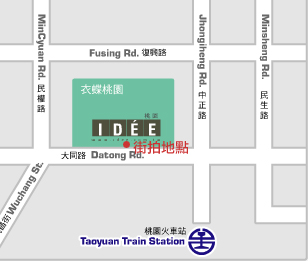 MinCyuan Rd. 民權路
Jhongjheng Rd. 中正路
Minsheng Rd. 民生路
Fusing Rd. 復興路
衣蝶桃園
桃園
IDÉE
街拍地點
大同路 Datong Rd.
Wuchang St.
桃園火車站
Taoyuan Train Station